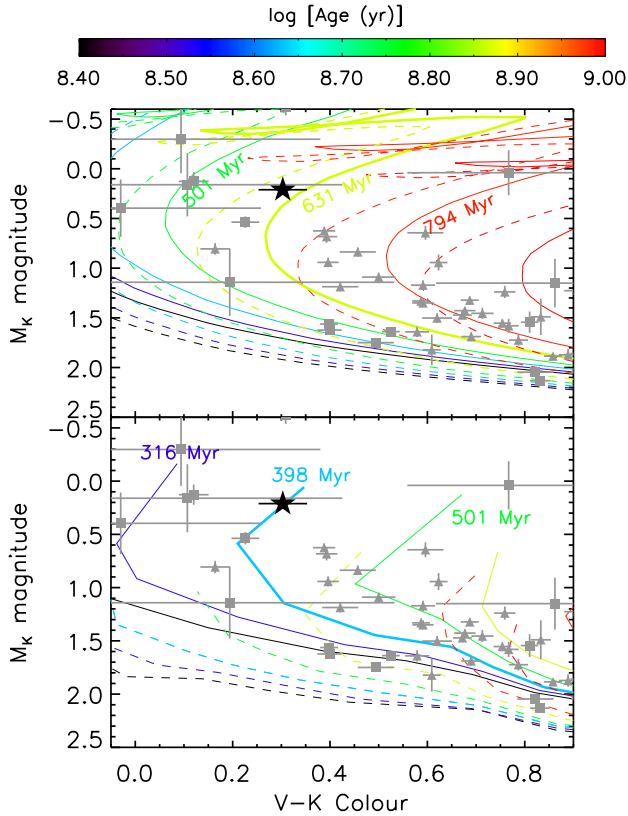 log [Age (yr)]
8.40 8.50 8.60 8.70 8.80 8.90 9.00
−0.5
0.0
0.5
1.0
1.5
2.0
2.5
M_K magnitude
501 Myr
631 Myr
794 Myr
−0.5
0.0
0.5
1.0
1.5
2.0
2.5
M_K magnitude
316 Myr
398 Myr
501 Myr
0.0 0.2 0.4 0.6 0.8
V−K Colour